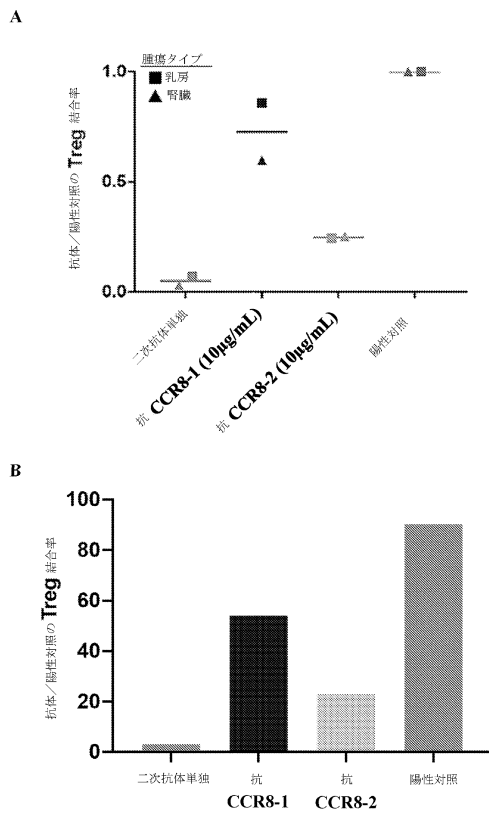 A
腫瘍タイプ
■ 乳房
▲ 腎臓
抗体／陽性対照の Treg 結合率
1.0
0.5
0.0
二次抗体単独
抗 CCR8-1 (10μg/mL)
抗 CCR8-2 (10μg/mL)
陽性対照
B
抗体／陽性対照の Treg 結合率
100
80
60
40
20
0
二次抗体単独
抗 CCR8-1
抗 CCR8-2
陽性対照